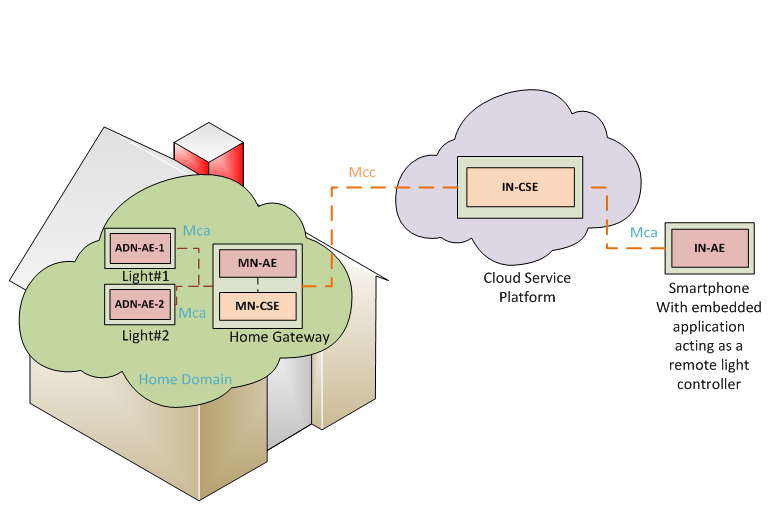 Mcc
IN-CSE
Mca
ADN-AE-1
Light#1
Mca
MN-AE
ADN-AE-2
MN-CSE
Mca
Light#2
Home Gateway
Home Domain
Cloud Service
Platform
IN-AE
Smartphone
With embedded
application
acting as a
remote light
controller